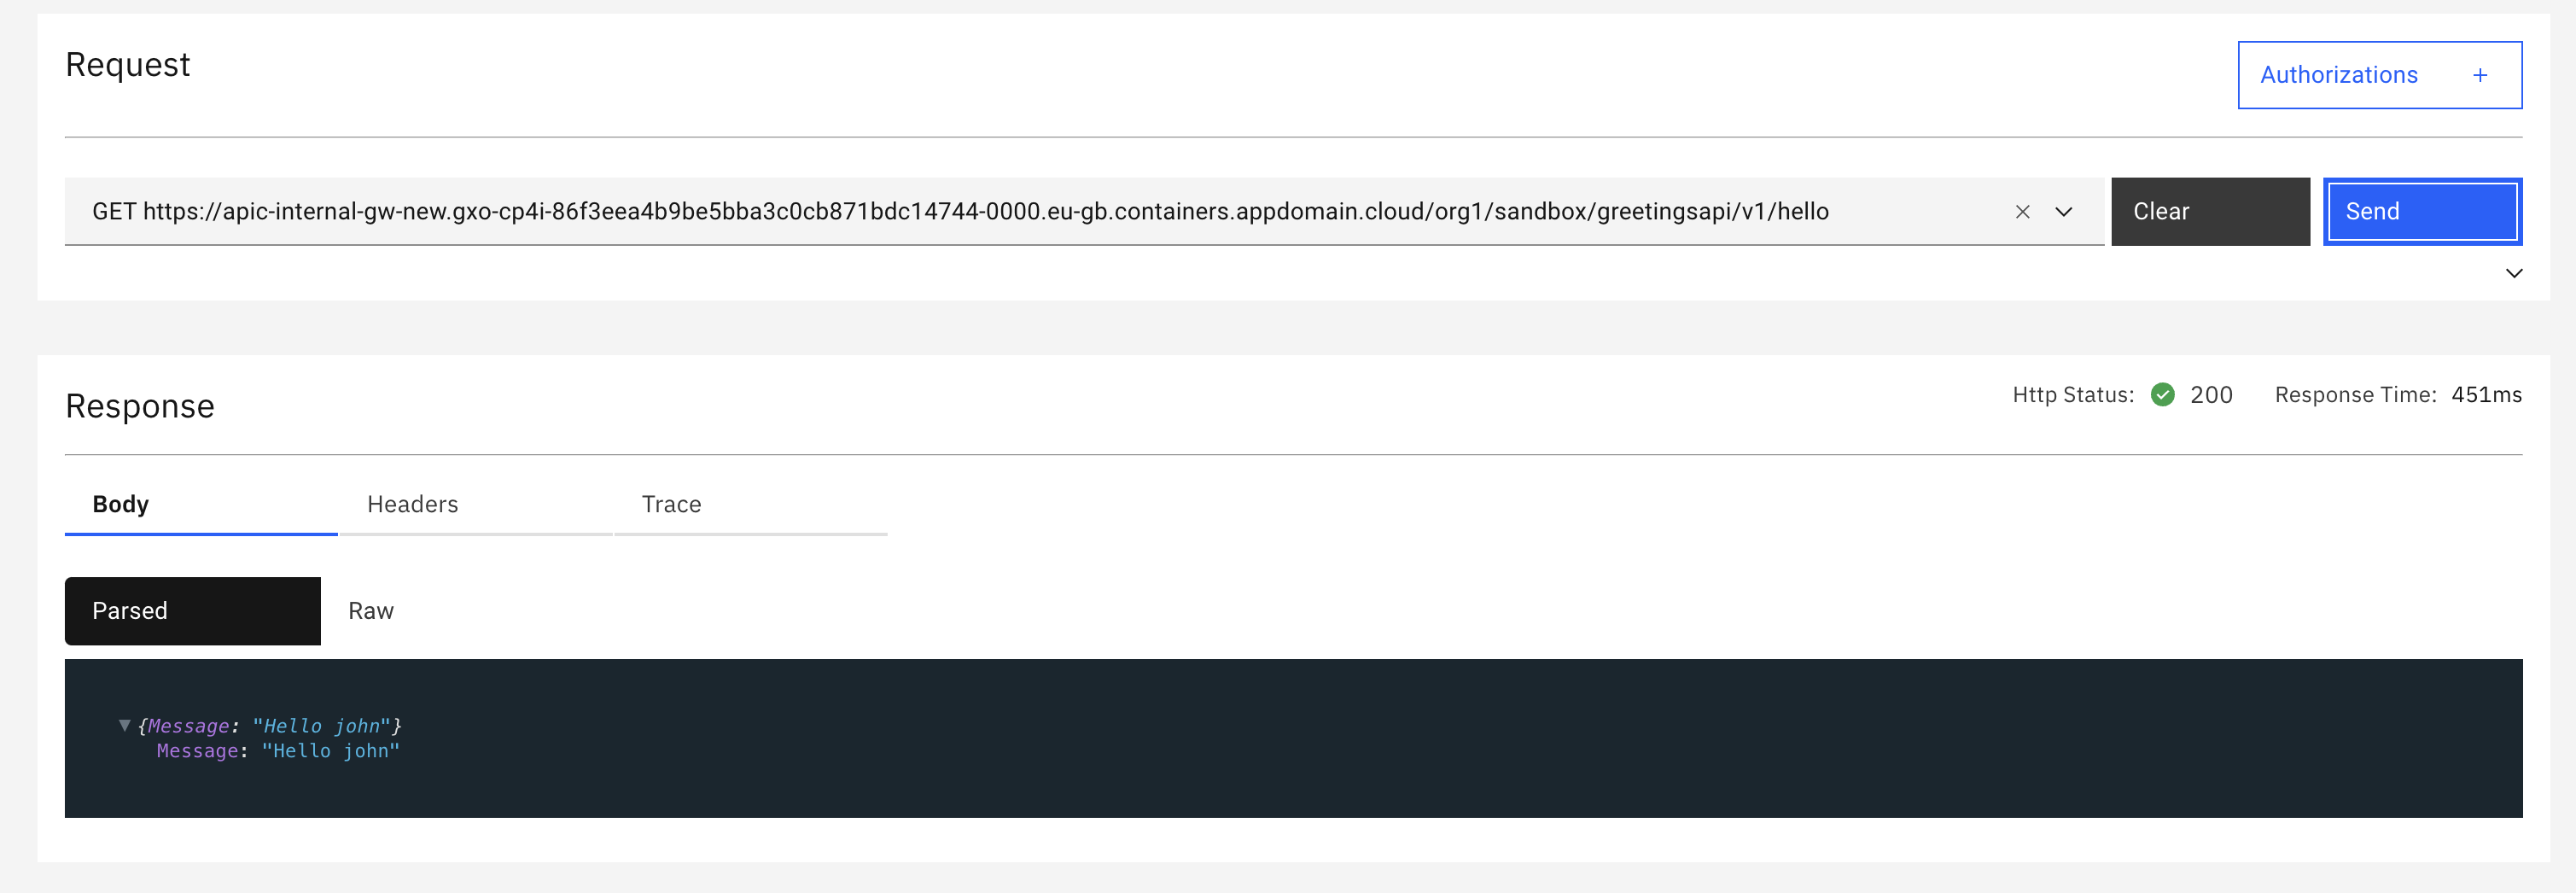 Request
Authorizations +
GET https://apic-internal-gw-new.gxo-cp4i-86f3eea4b9be5bba3c0cb871bdc14744-0000.eu-gb.containers.appdomain.cloud/org1/sandbox/greetingsapi/v1/hello
Clear
Send
Response
Http Status: 200 Response Time: 451ms
Body Headers Trace
Parsed Raw
{Message: "Hello john"}
Message: "Hello john"